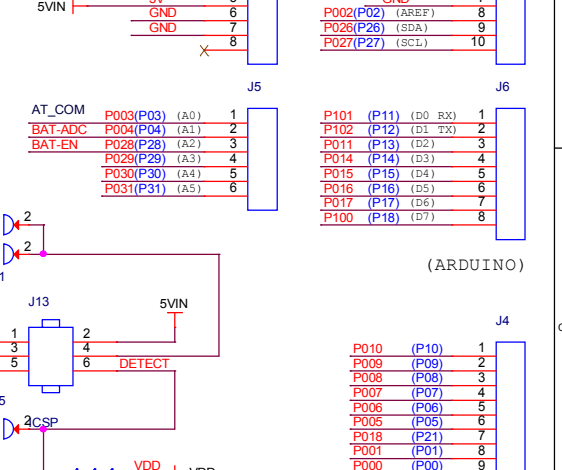 5VIN
GND 6
GND 7
8
P002(P02) (AREF) 8
P026(P26) (SDA) 9
P027(P27) (SCL) 10
J5
AT_COM P003(P03) (A0) 1
BAT-ADC P004(P04) (A1) 2
BAT-EN P028(P28) (A2) 3
P029(P29) (A3) 4
P030(P30) (A4) 5
P031(P31) (A5) 6
J6
P101 (P11) (D0 RX) 1
P102 (P12) (D1 TX) 2
P011 (P13) (D2) 3
P014 (P14) (D3) 4
P015 (P15) (D4) 5
P016 (P16) (D5) 6
P017 (P17) (D6) 7
P100 (P18) (D7) 8
(ARDUINO)
2
2
1
J13
5VIN
1 2
3 4
5 6 DETECT
5
2
ICSP
VDD
J4
P010 (P10) 1
P009 (P09) 2
P008 (P08) 3
P007 (P07) 4
P006 (P06) 5
P005 (P05) 6
P018 (P21) 7
P001 (P01) 8
P000 (P00) 9